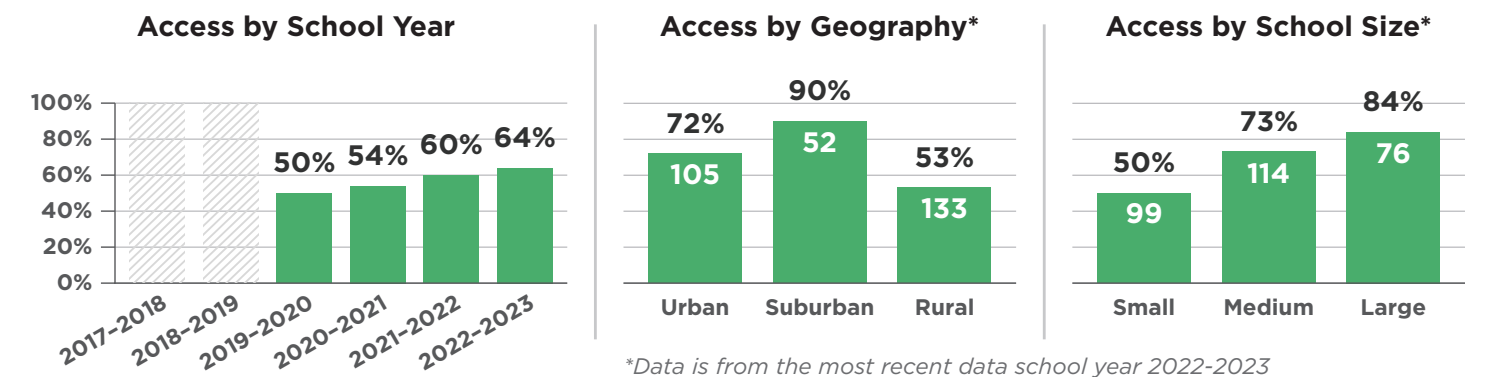 Access by School Year
100%
80%
60%
40%
20%
0%
50%
54%
60%
64%
2017–2018
2018–2019
2019–2020
2020–2021
2021–2022
2022–2023
Access by Geography*
72%
90%
53%
105
52
133
Urban
Suburban
Rural
Access by School Size*
50%
73%
84%
99
114
76
Small
Medium
Large
*Data is from the most recent data school year 2022-2023